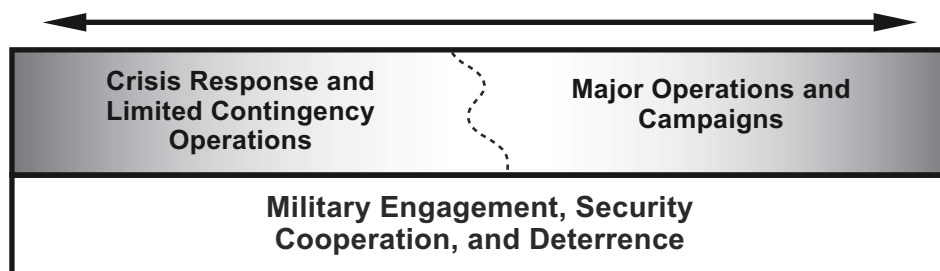 Crisis Response and
Limited Contingency
Operations
Major Operations and
Campaigns
Military Engagement, Security
Cooperation, and Deterrence